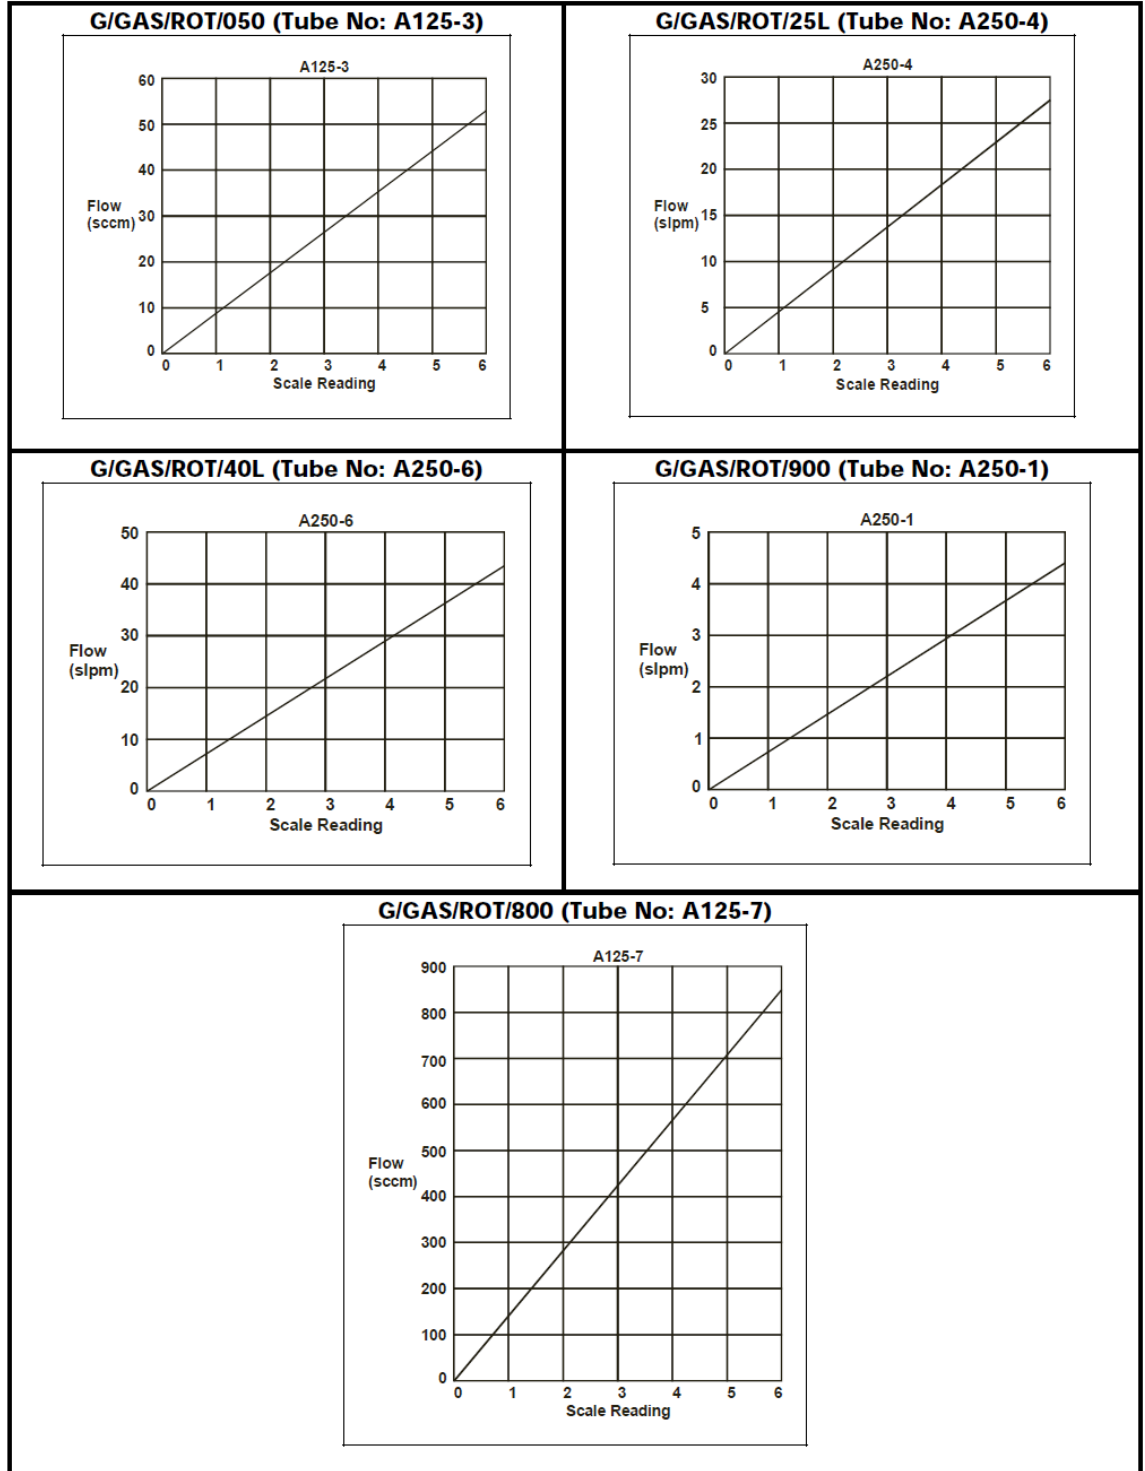 G/GAS/ROT/050 (Tube No: A125-3)
A125-3
60
50
40
Flow
(sccm)
30
20
10
0
0 1 2 3 4 5 6
Scale Reading
G/GAS/ROT/25L (Tube No: A250-4)
A250-4
30
25
20
Flow
(slpm)
15
10
5
0
0 1 2 3 4 5 6
Scale Reading
G/GAS/ROT/40L (Tube No: A250-6)
A250-6
50
40
30
Flow
(slpm)
20
10
0
0 1 2 3 4 5 6
Scale Reading
G/GAS/ROT/900 (Tube No: A250-1)
A250-1
5
4
3
Flow
(slpm)
2
1
0
0 1 2 3 4 5 6
Scale Reading
G/GAS/ROT/800 (Tube No: A125-7)
A125-7
900
800
700
600
500
Flow
(sccm)
400
300
200
100
0
0 1 2 3 4 5 6
Scale Reading